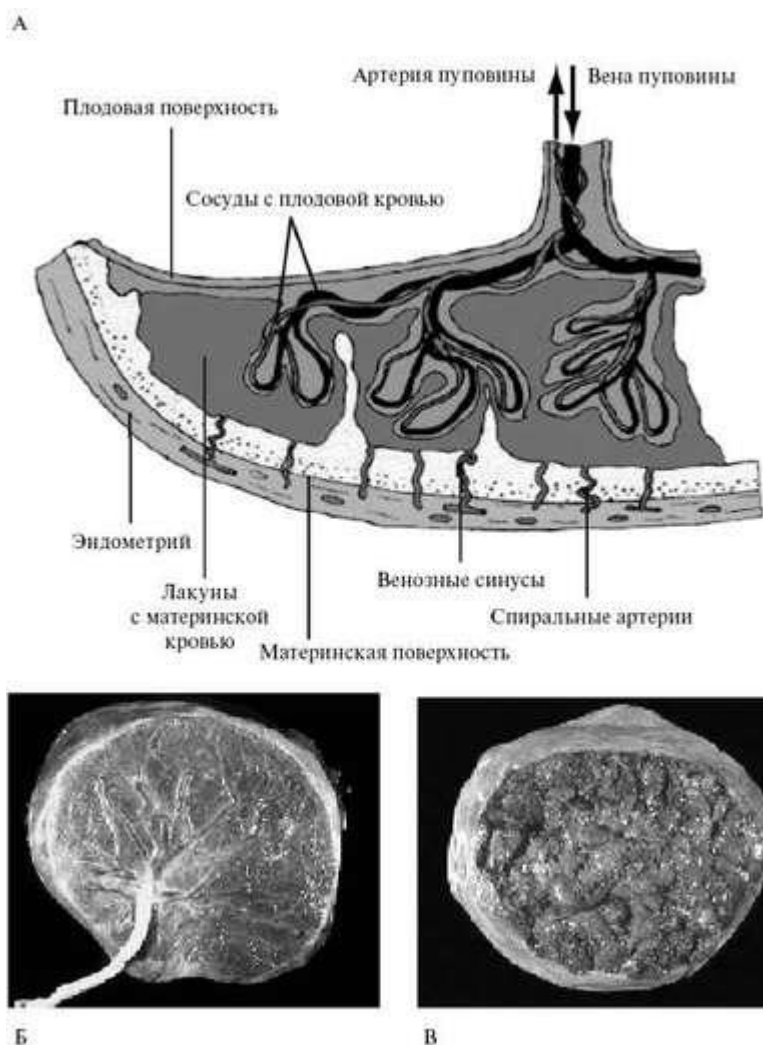 А
Артерия пуповины
Вена пуповины
Плодовая поверхность
Сосуды с плодовой кровью
Эндометрий
Лакуны
с материнской
кровью
Венозные синусы
Спиральные артерии
Материнская поверхность
Б
В